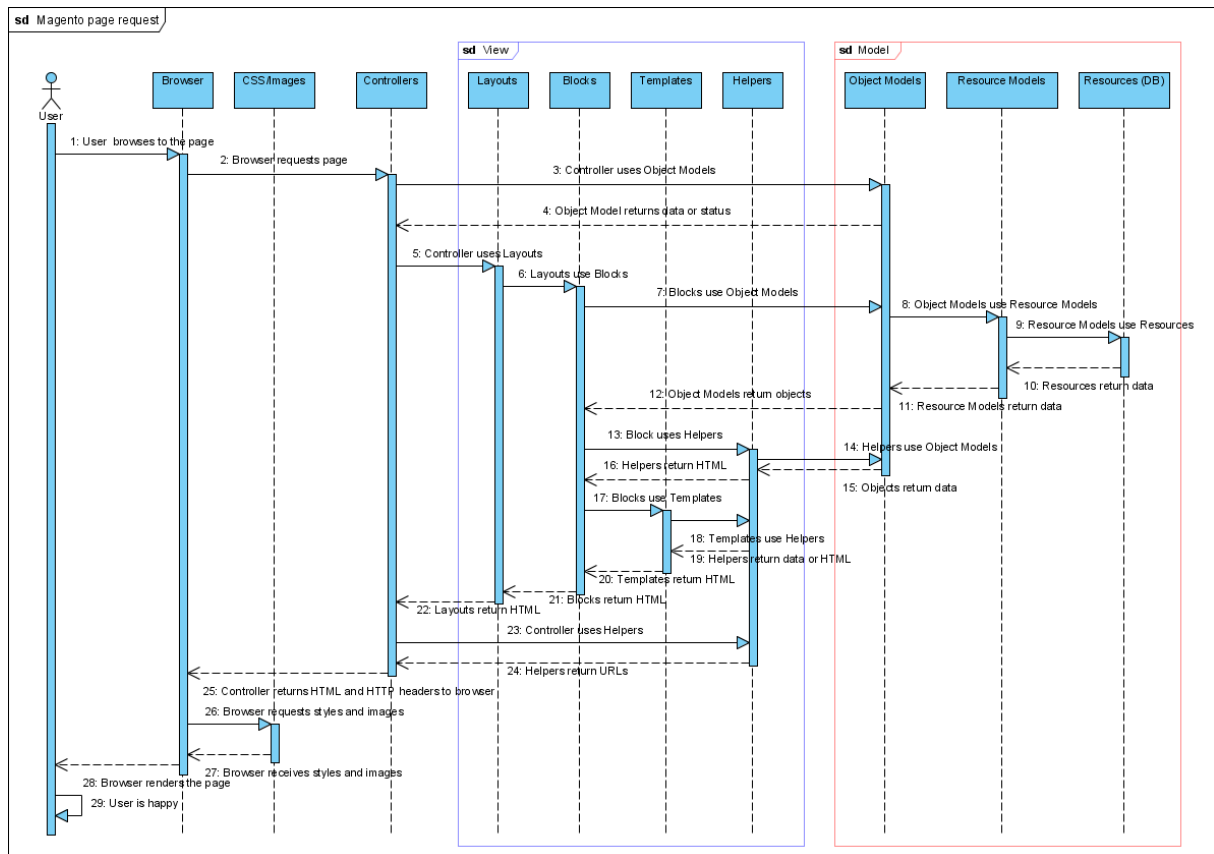 sd Magento page request
sd View
sd Model
Browser
CSS/Images
Controllers
Layouts
Blocks
Templates
Helpers
Object Models
Resource Models
Resources (DB)
User
1: User browses to the page
2: Browser requests page
3: Controller uses Object Models
4: Object Model returns data or status
5: Controller uses Layouts
6: Layouts use Blocks
7: Blocks use Object Models
8: Object Models use Resource Models
9: Resource Models use Resources
10: Resources return data
11: Resource Models return data
12: Object Models return objects
13: Block uses Helpers
14: Helpers use Object Models
15: Objects return data
16: Helpers return HTML
17: Blocks use Templates
18: Templates use Helpers
19: Helpers return data or HTML
20: Templates return HTML
21: Blocks return HTML
22: Layouts return HTML
23: Controller uses Helpers
24: Helpers return URLs
25: Controller returns HTML and HTTP headers to browser
26: Browser requests styles and images
27: Browser receives styles and images
28: Browser renders the page
29: User is happy